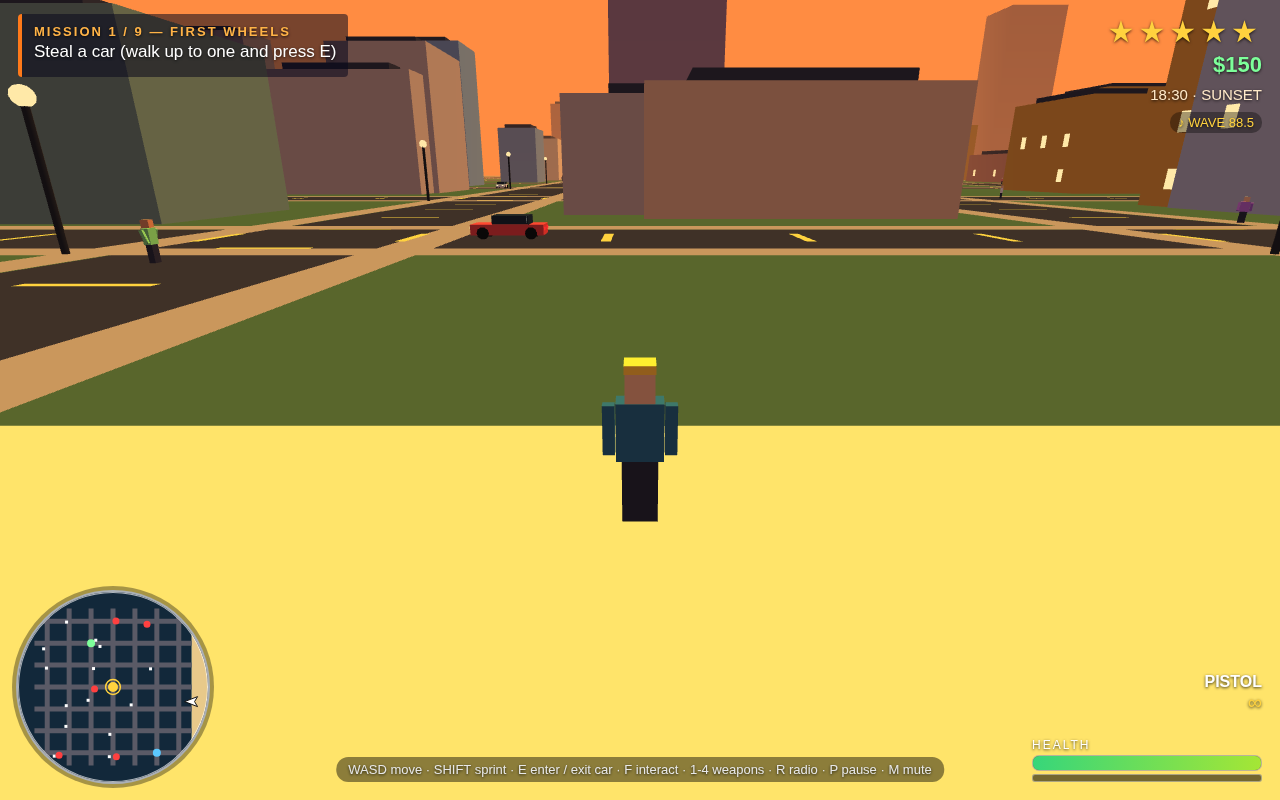 MISSION 1 / 9 — FIRST WHEELS
Steal a car (walk up to one and press E)
★ ★ ★ ★ ★
$150
18:30 · SUNSET
♪ WAVE 88.5
PISTOL
∞
HEALTH
WASD move · SHIFT sprint · E enter / exit car · F interact · 1-4 weapons · R radio · P pause · M mute